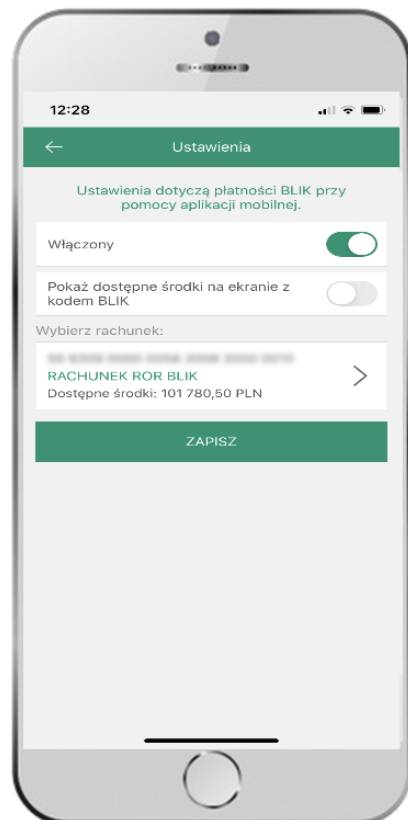 12:28
Ustawienia
Ustawienia dotyczą płatności BLIK przy
pomocy aplikacji mobilnej.
Włączony
Pokaż dostępne środki na ekranie z
kodem BLIK
Wybierz rachunek:
RACHUNEK ROR BLIK
Dostępne środki: 101 780,50 PLN
ZAPISZ